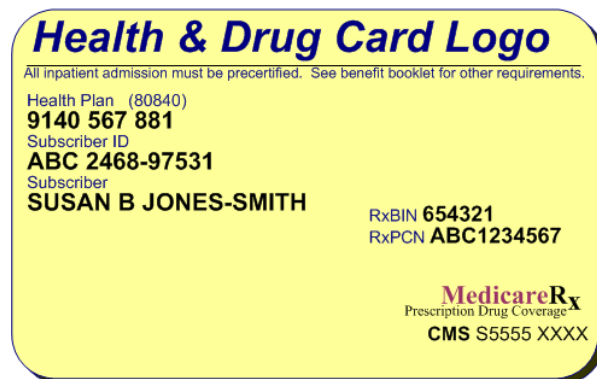 Health & Drug Card Logo
All inpatient admission must be precertified. See benefit booklet for other requirements.
Health Plan (80840)
9140 567 881
Subscriber ID
ABC 2468-97531
Subscriber
SUSAN B JONES-SMITH
RxBIN 654321
RxPCN ABC1234567
MedicareRx
Prescription Drug Coverage
CMS S5555 XXXX